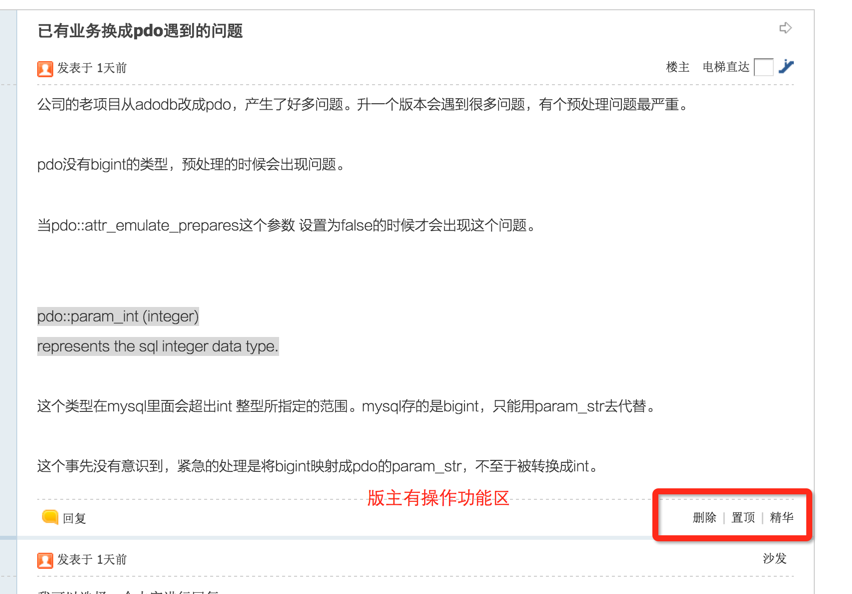 已有业务换成pdo遇到的问题
发表于 1天前
楼主 电梯直达
公司的老项目从adodb改成pdo，产生了好多问题。升一个版本会遇到很多问题，有个预处理问题最严重。
pdo没有bigint的类型，预处理的时候会出现问题。
当pdo::attr_emulate_prepares这个参数 设置为false的时候才会出现这个问题。
pdo::param_int (integer)
represents the sql integer data type.
这个类型在mysql里面会超出int 整型所指定的范围。mysql存的是bigint，只能用param_str去代替。
这个事先没有意识到，紧急的处理是将bigint映射成pdo的param_str，不至于被转换成int。
版主有操作功能区
回复
删除 | 置顶 | 精华
发表于 1天前
沙发